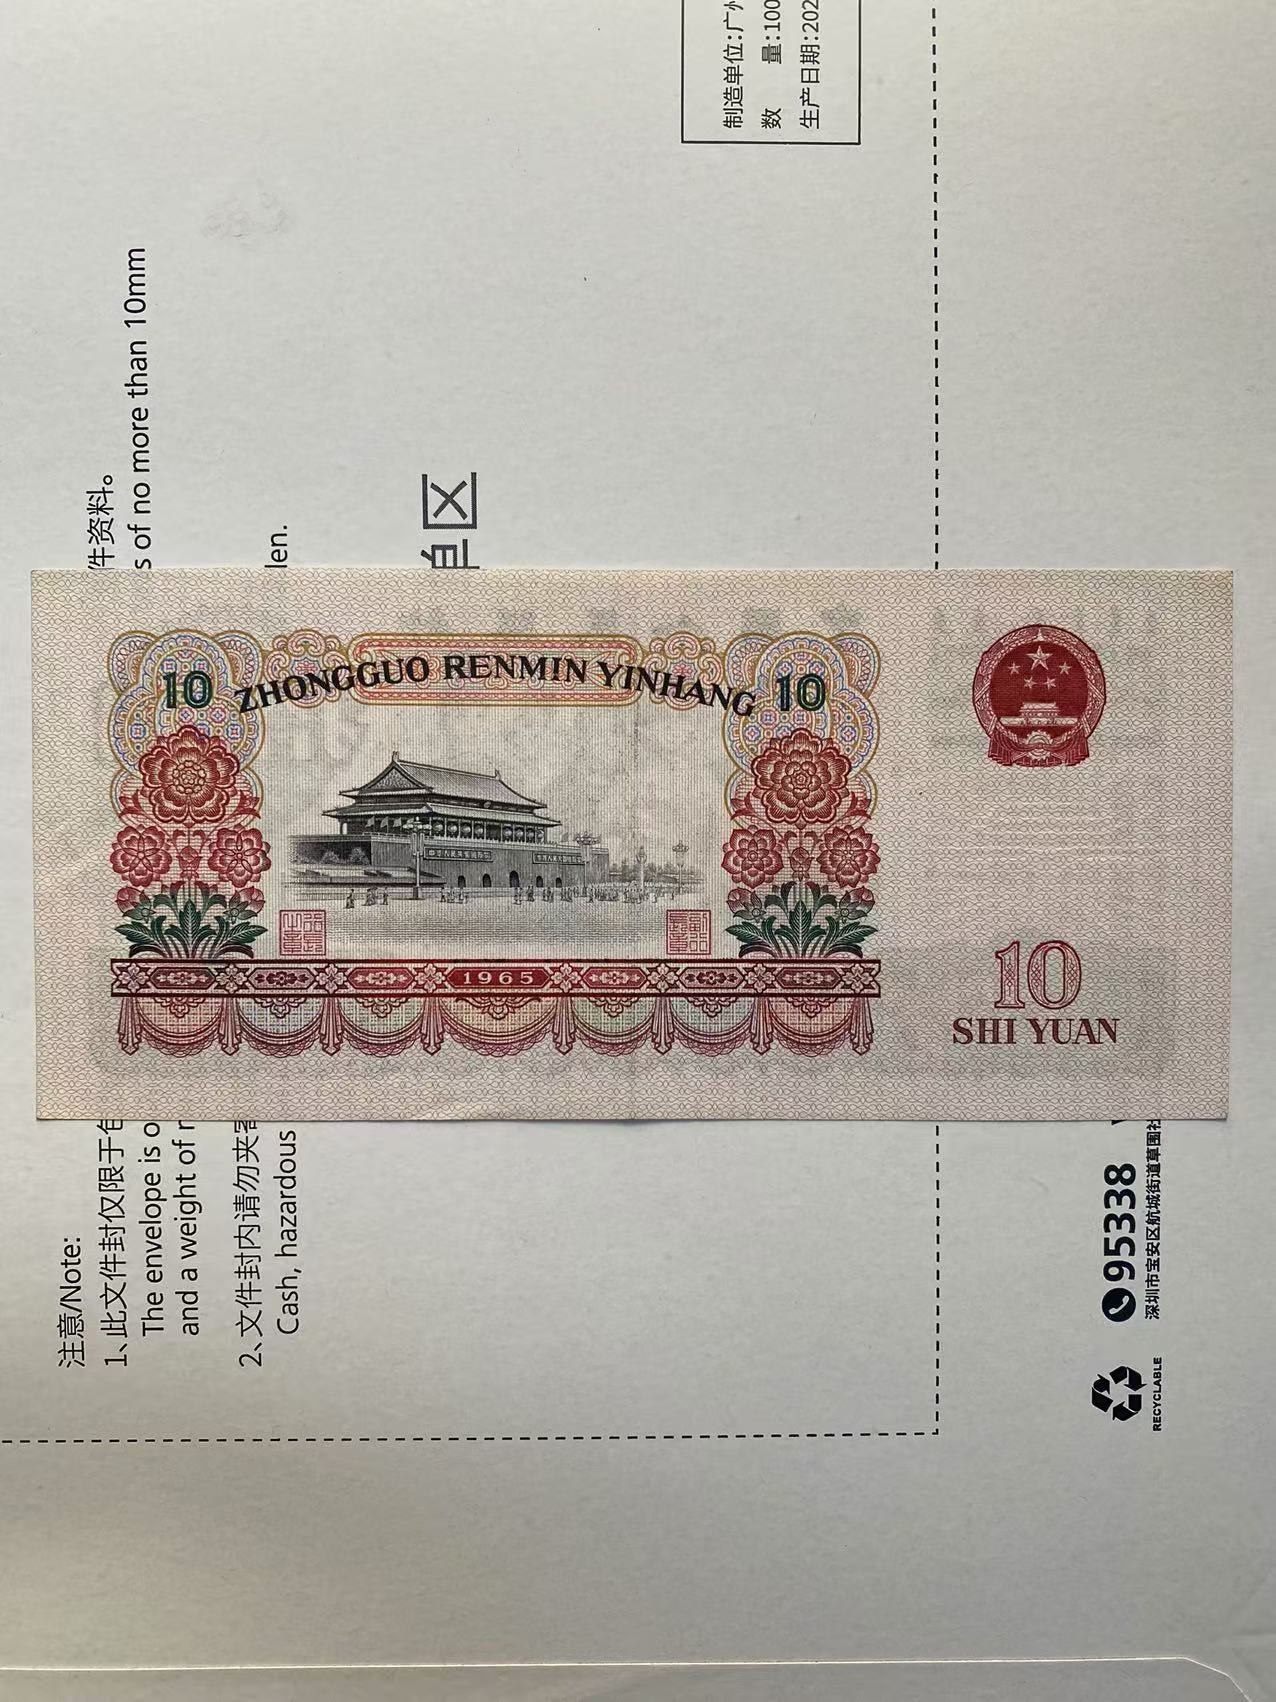 制造单位:广州
数 量:100
生产日期:202
件资料。
s of no more than 10mm
len.
单区
10 ZHONGGUO RENMIN YINHANG 10
1965
10
SHI YUAN
注意/Note:
1、此文件封仅限于
The envelope is o
and a weight of
2、文件封内请勿夹寄
Cash, hazardous
95338
深圳市宝安区航城街道草围社
RECYCLABLE